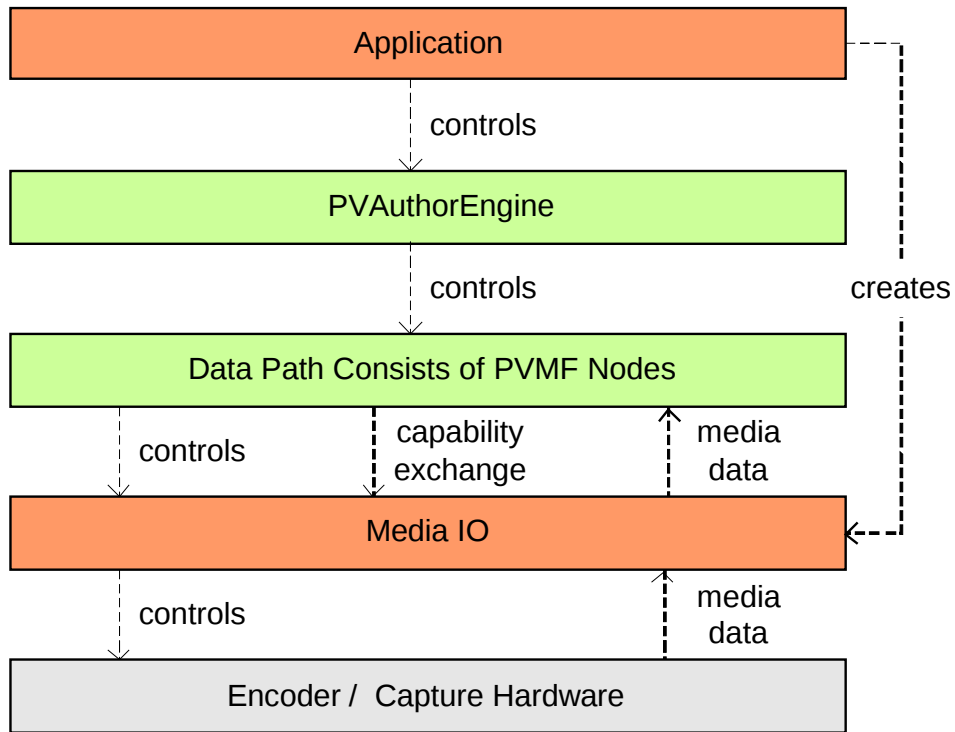 Application
controls
PVAuthorEngine
controls
creates
Data Path Consists of PVMF Nodes
controls
capability
exchange
media
data
Media IO
controls
media
data
Encoder /  Capture Hardware